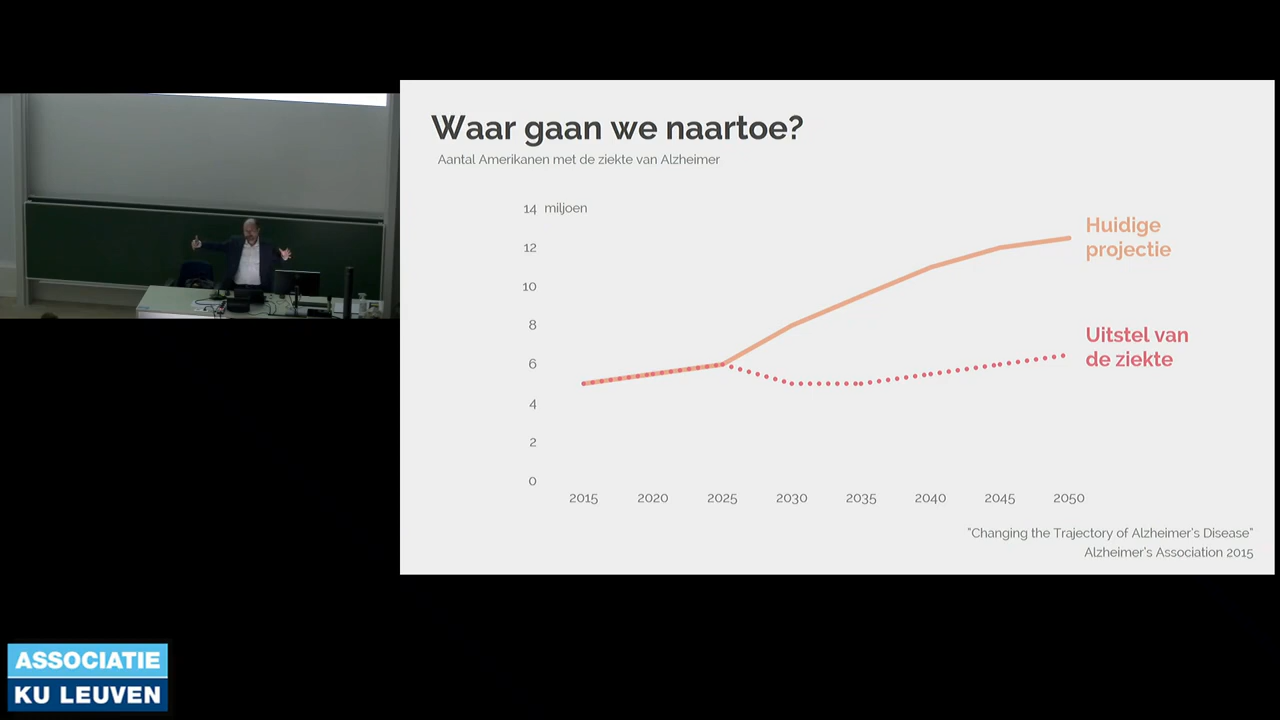 Waar gaan we naartoe?
Aantal Amerikanen met de ziekte van Alzheimer
14 miljoen
12
10
8
6
4
2
0
2015 2020 2025 2030 2035 2040 2045 2050
Huidige
projectie
Uitstel van
de ziekte
"Changing the Trajectory of Alzheimer's Disease"
Alzheimer's Association 2015
ASSOCIATIE
KU LEUVEN